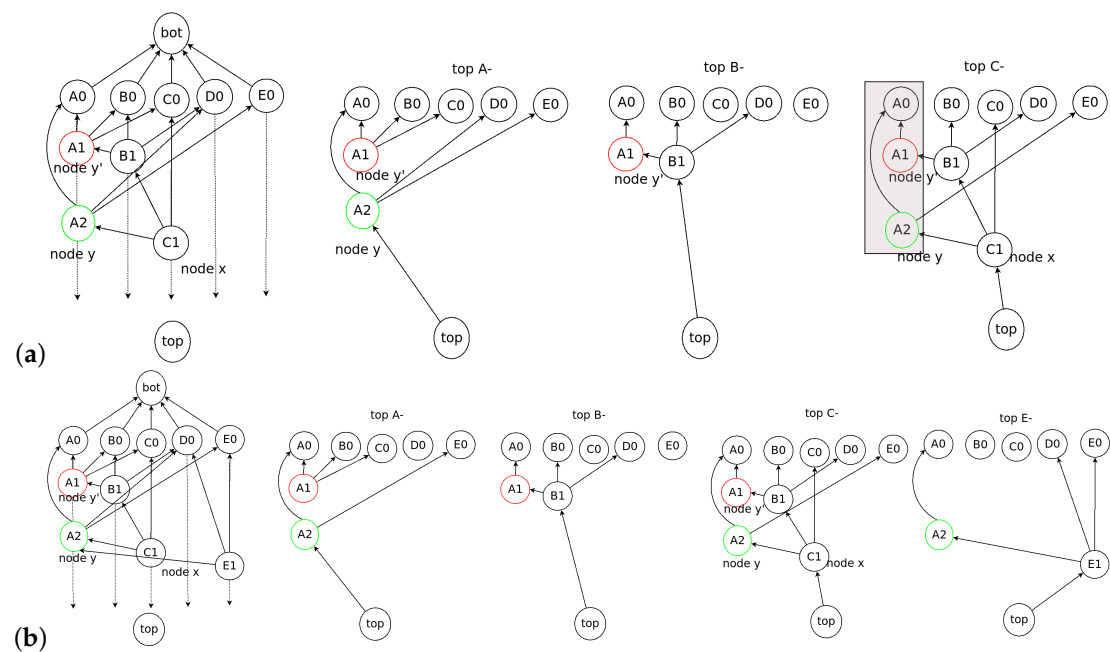 bot
top A-
top B-
top C-
A0 B0 C0 D0 E0
A0 B0 C0 D0 E0
A0 B0 C0 D0 E0
A0 B0 C0 D0 E0
A1 B1
node y'
A1
node y'
A1 B1
node y'
A1 B1
node y'
A2 C1
node y
node x
A2
node y
A2 C1
node y
node x
top
top
top
top
(a)
bot
top A-
top B-
top C-
top E-
A0 B0 C0 D0 E0
A0 B0 C0 D0 E0
A0 B0 C0 D0 E0
A0 B0 C0 D0 E0
A0 B0 C0 D0 E0
A1 B1
node y'
A1
A1 B1
A1 B1
node y'
A2 C1 E1
node y
node x
A2
A2 C1
node y
node x
A2 E1
top
top
top
top
top
(b)